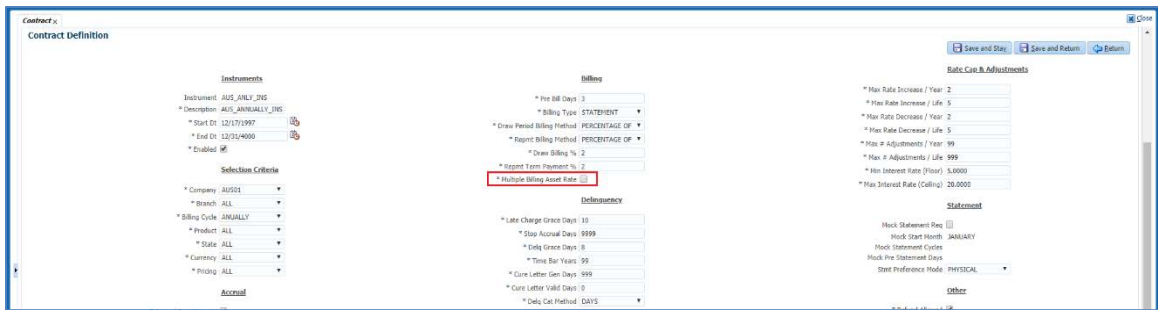 Contract ×
Close
Contract Definition
Save and Stay
Save and Return
Return
Instruments
Instrument AUS_ANLY_INS
* Description AUS_ANNUALLY_INS
* Start Dt 12/17/1997
* End Dt 12/31/4000
* Enabled
Selection Criteria
* Company AUS01
* Branch ALL
* Billing Cycle ANUALLY
* Product ALL
* State ALL
* Currency ALL
* Pricing ALL
Accrual
Billing
* Pre Bill Days 3
* Billing Type STATEMENT
* Draw Period Billing Method PERCENTAGE OF
* Repmt Billing Method PERCENTAGE OF
* Draw Billing % 2
* Repmt Term Payment % 2
* Multiple Billing Asset Rate
Delinquency
* Late Charge Grace Days 10
* Stop Accrual Days 9999
* Delq Grace Days 8
* Time Bar Years 99
* Cure Letter Gen Days 999
* Cure Letter Valid Days 0
* Delq Cat Method DAYS
Rate Cap & Adjustments
* Max Rate Increase / Year 2
* Max Rate Increase / Life 5
* Max Rate Decrease / Year 2
* Max Rate Decrease / Life 5
* Max # Adjustments / Year 99
* Max # Adjustments / Life 999
* Min Interest Rate (Floor) 5.0000
* Max Interest Rate (Ceiling) 20.0000
Statement
Mock Statement Req
Mock Start Month JANUARY
Mock Statement Cycles
Mock Pre Statement Days
Stmt Preference Mode PHYSICAL
Other